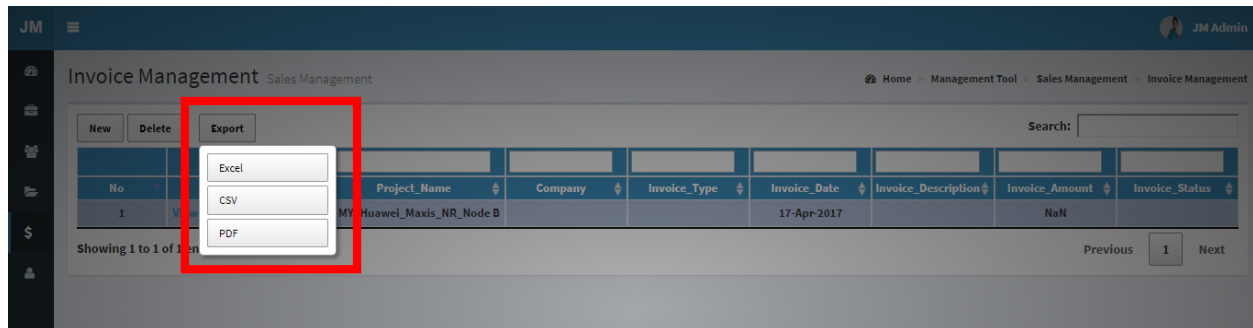 JM JM Admin
Invoice Management Sales Management Home > Management Tool > Sales Management > Invoice Management
New Delete Export Search:
Excel
CSV
PDF
No Project_Name Company Invoice_Type Invoice_Date Invoice_Description Invoice_Amount Invoice_Status
1 MY_Huawei_Maxis_NR_Node B 17-Apr-2017 NaN
Showing 1 to 1 of 1 en Previous 1 Next